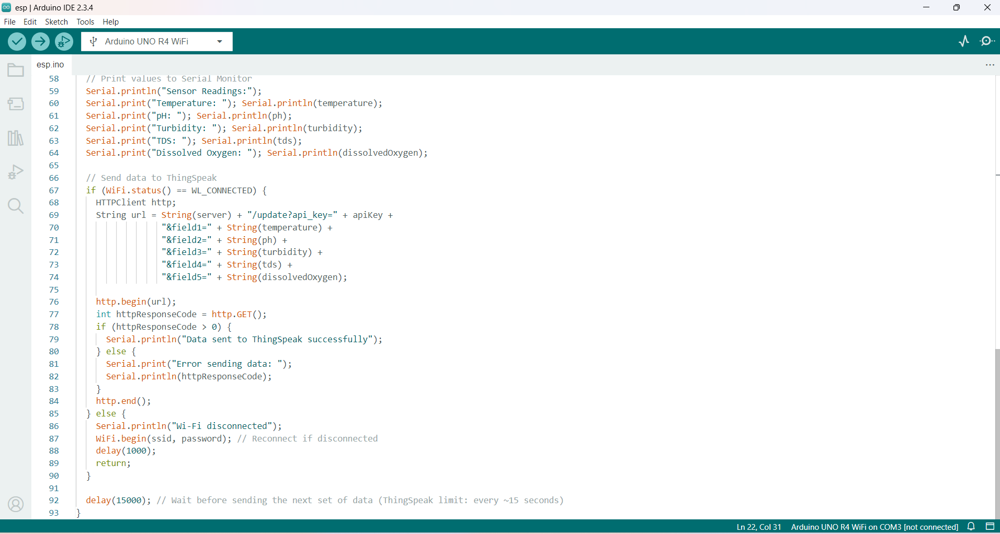 esp | Arduino IDE 2.3.4
File Edit Sketch Tools Help
Arduino UNO R4 WiFi
esp.ino
58 // Print values to Serial Monitor
59 Serial.println("Sensor Readings:");
60 Serial.print("Temperature: "); Serial.println(temperature);
61 Serial.print("pH: "); Serial.println(ph);
62 Serial.print("Turbidity: "); Serial.println(turbidity);
63 Serial.print("TDS: "); Serial.println(tds);
64 Serial.print("Dissolved Oxygen: "); Serial.println(dissolvedOxygen);
65
66 // Send data to ThingSpeak
67 if (WiFi.status() == WL_CONNECTED) {
68 HTTPClient http;
69 String url = String(server) + "/update?api_key=" + apiKey +
70 "&field1=" + String(temperature) +
71 "&field2=" + String(ph) +
72 "&field3=" + String(turbidity) +
73 "&field4=" + String(tds) +
74 "&field5=" + String(dissolvedOxygen);
75
76 http.begin(url);
77 int httpResponseCode = http.GET();
78 if (httpResponseCode > 0) {
79 Serial.println("Data sent to ThingSpeak successfully");
80 } else {
81 Serial.print("Error sending data: ");
82 Serial.println(httpResponseCode);
83 }
84 http.end();
85 } else {
86 Serial.println("Wi-Fi disconnected");
87 WiFi.begin(ssid, password); // Reconnect if disconnected
88 delay(1000);
89 return;
90 }
91
92 delay(15000); // Wait before sending the next set of data (ThingSpeak limit: every ~15 seconds)
93 }
Ln 22, Col 31 Arduino UNO R4 WiFi on COM3 [not connected]